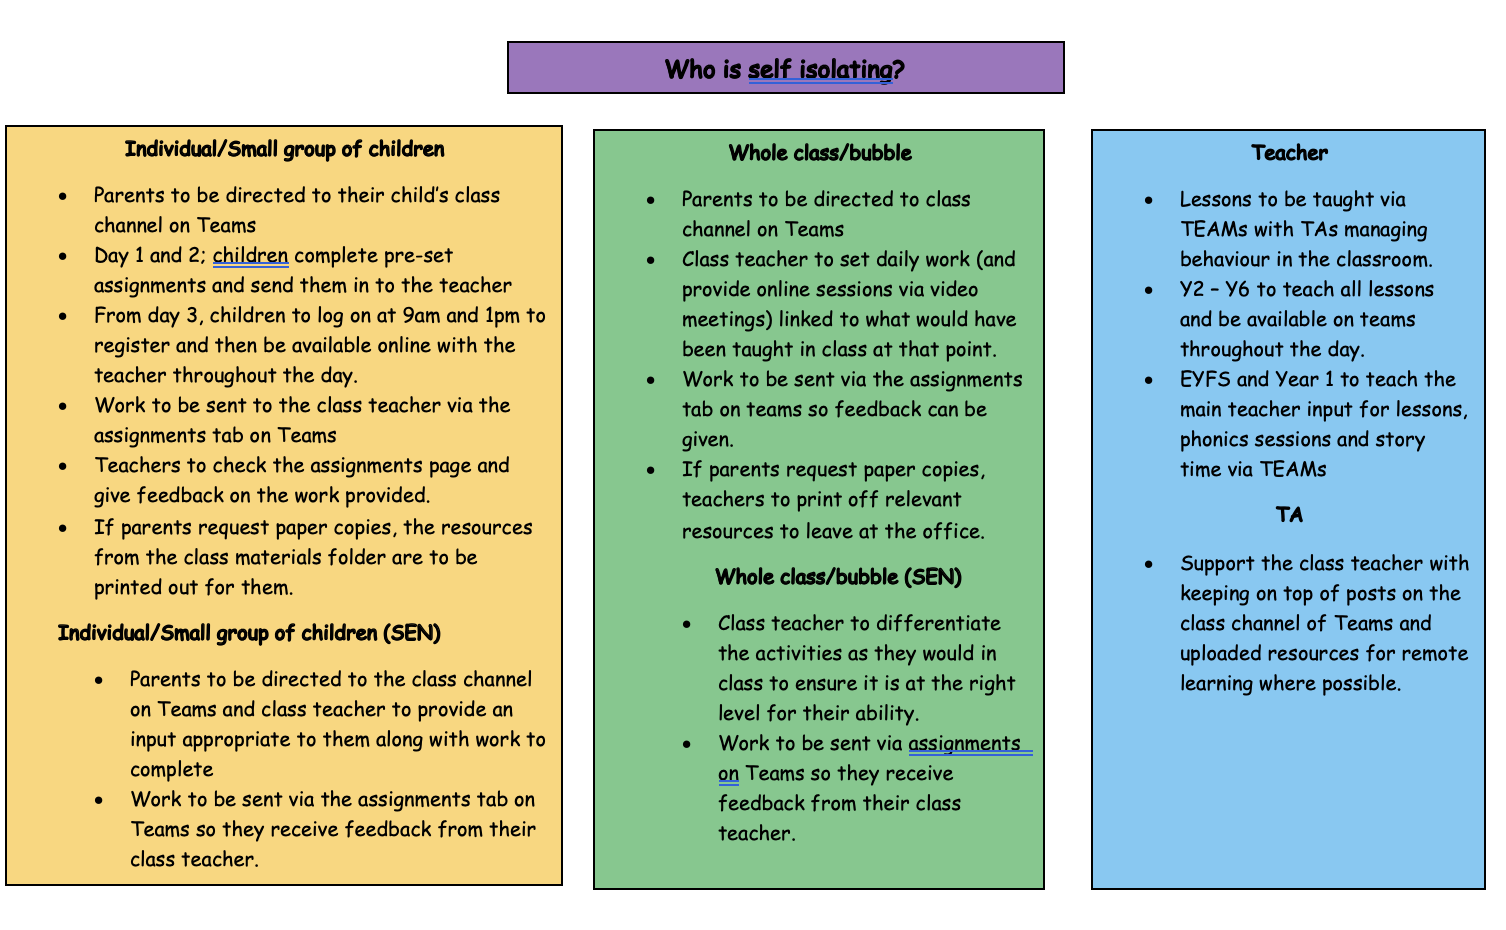 Who is self isolating?
Individual/Small group of children
• Parents to be directed to their child's class
channel on Teams
• Day 1 and 2; children complete pre-set
assignments and send them in to the teacher
• From day 3, children to log on at 9am and 1pm to
register and then be available online with the
teacher throughout the day.
• Work to be sent to the class teacher via the
assignments tab on Teams
• Teachers to check the assignments page and
give feedback on the work provided.
• If parents request paper copies, the resources
from the class materials folder are to be
printed out for them.
Individual/Small group of children (SEN)
• Parents to be directed to the class channel
on Teams and class teacher to provide an
input appropriate to them along with work to
complete
• Work to be sent via the assignments tab on
Teams so they receive feedback from their
class teacher.
Whole class/bubble
• Parents to be directed to class
channel on Teams
• Class teacher to set daily work (and
provide online sessions via video
meetings) linked to what would have
been taught in class at that point.
• Work to be sent via the assignments
tab on teams so feedback can be
given.
• If parents request paper copies,
teachers to print off relevant
resources to leave at the office.
Whole class/bubble (SEN)
• Class teacher to differentiate
the activities as they would in
class to ensure it is at the right
level for their ability.
• Work to be sent via assignments
on Teams so they receive
feedback from their class
teacher.
Teacher
• Lessons to be taught via
TEAMs with TAs managing
behaviour in the classroom.
• Y2 – Y6 to teach all lessons
and be available on teams
throughout the day.
• EYFS and Year 1 to teach the
main teacher input for lessons,
phonics sessions and story
time via TEAMs
TA
• Support the class teacher with
keeping on top of posts on the
class channel of Teams and
uploaded resources for remote
learning where possible.